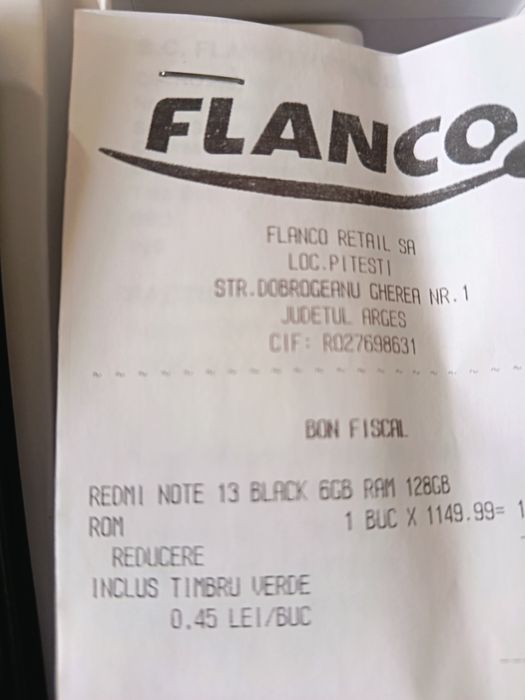 FLANCO
FLANCO RETAIL SA
LOC.PITESTI
STR.DOBROGEANU GHEREA NR.1
JUDETUL ARGES
CIF: RO27698631
BON FISCAL
REDMI NOTE 13 BLACK 6GB RAM 128GB
ROM 1 BUC X 1149.99= 1
REDUCERE
INCLUS TIMBRU VERDE
0.45 LEI/BUC